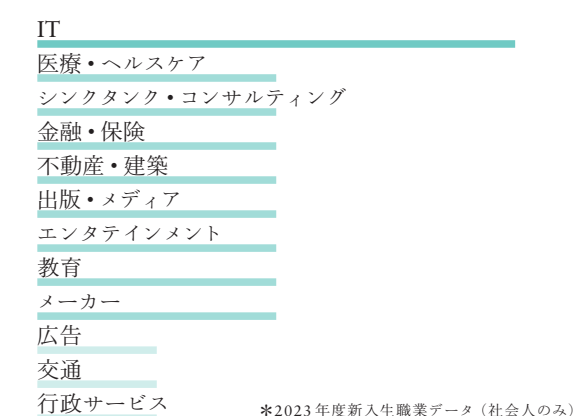 IT
医療・ヘルスケア
シンクタンク・コンサルティング
金融・保険
不動産・建築
出版・メディア
エンタテインメント
教育
メーカー
広告
交通
行政サービス
＊2023年度新入生職業データ（社会人のみ）